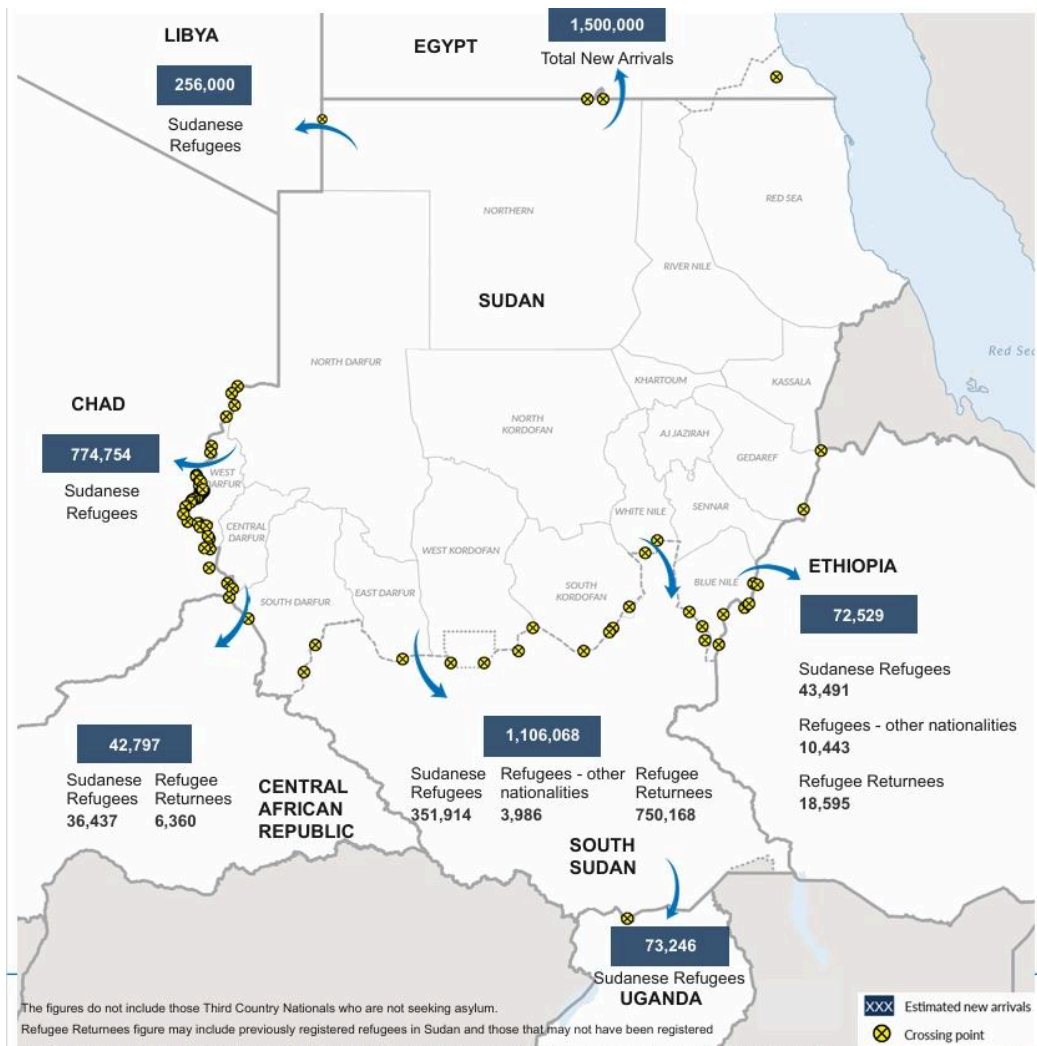 LIBYA
256,000
Sudanese
Refugees
EGYPT
1,500,000
Total New Arrivals
NORTHERN
RED SEA
RIVER NILE
SUDAN
NORTH DARFUR
KHARTOUM
KASSALA
Red Sea
CHAD
774,754
Sudanese
Refugees
NORTH
KORDOFAN
AJ JAZIRAH
GEDAREF
WEST
DARFUR
WHITE NILE
SENNAR
CENTRAL
DARFUR
WEST KORDOFAN
SOUTH DARFUR
EAST DARFUR
SOUTH
KORDOFAN
BLUE NILE
ETHIOPIA
72,529
Sudanese Refugees
43,491
Refugees - other nationalities
10,443
Refugee Returnees
18,595
42,797
Sudanese
Refugees
36,437
Refugee
Returnees
6,360
CENTRAL
AFRICAN
REPUBLIC
1,106,068
Sudanese
Refugees
351,914
Refugees - other
nationalities
3,986
Refugee
Returnees
750,168
SOUTH
SUDAN
73,246
Sudanese Refugees
UGANDA
The figures do not include those Third Country Nationals who are not seeking asylum.
Refugee Returnees figure may include previously registered refugees in Sudan and those that may not have been registered
XXX Estimated new arrivals
Crossing point